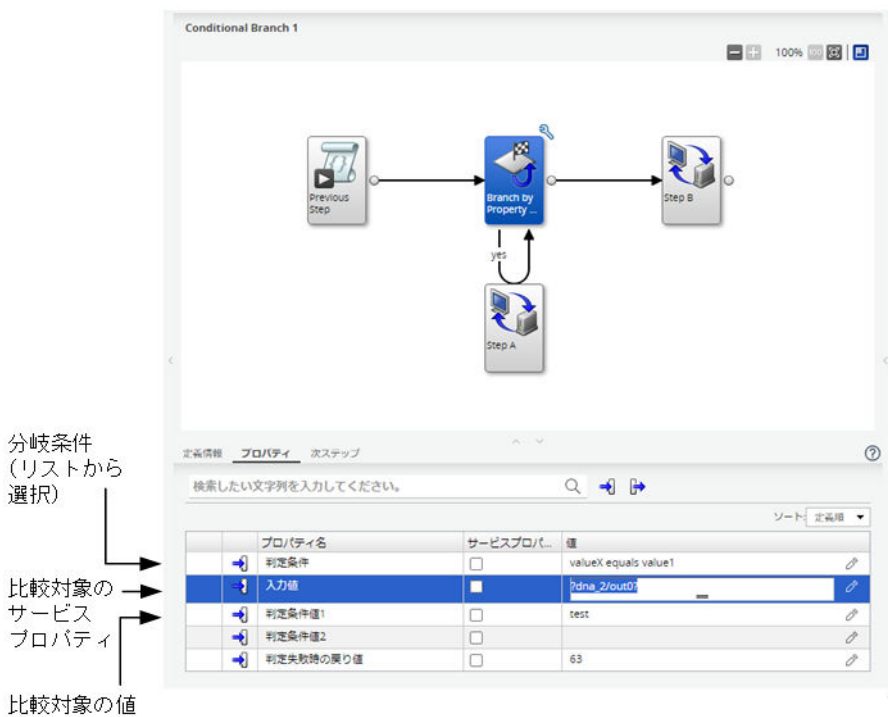 Conditional Branch 1
100%
100
Previous
Step
Branch by
Property ...
Step B
yes
Step A
分岐条件
(リストから
選択)
比較対象の
サービス
プロパティ
比較対象の値
定義情報 プロパティ 次ステップ
検索したい文字列を入力してください。
ソート: 定義順
プロパティ名 サービスプロパ... 値
判定条件 valueX equals value1
入力値 ?dna_2/out0?
判定条件値1 test
判定条件値2
判定失敗時の戻り値 63